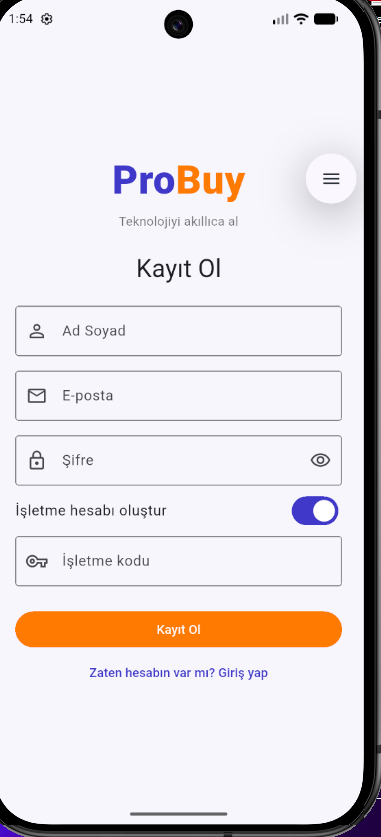 1:54
ProBuy
Teknolojiyi akıllıca al
Kayıt Ol
Ad Soyad
E-posta
Şifre
İşletme hesabı oluştur
İşletme kodu
Kayıt Ol
Zaten hesabın var mı? Giriş yap